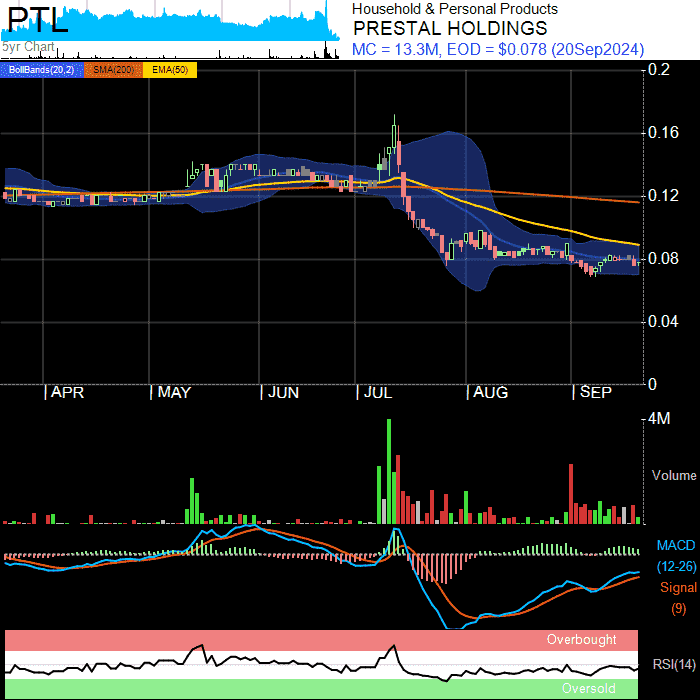 PTL
5yr Chart
Household & Personal Products
PRESTAL HOLDINGS
MC = 13.3M, EOD = $0.078 (20Sep2024)
BollBands(20,2) SMA(200) EMA(50)
0.2
0.16
0.12
0.08
0.04
0
APR MAY JUN JUL AUG SEP
4M
Volume
MACD
(12-26)
Signal
(9)
Overbought
RSI(14)
Oversold